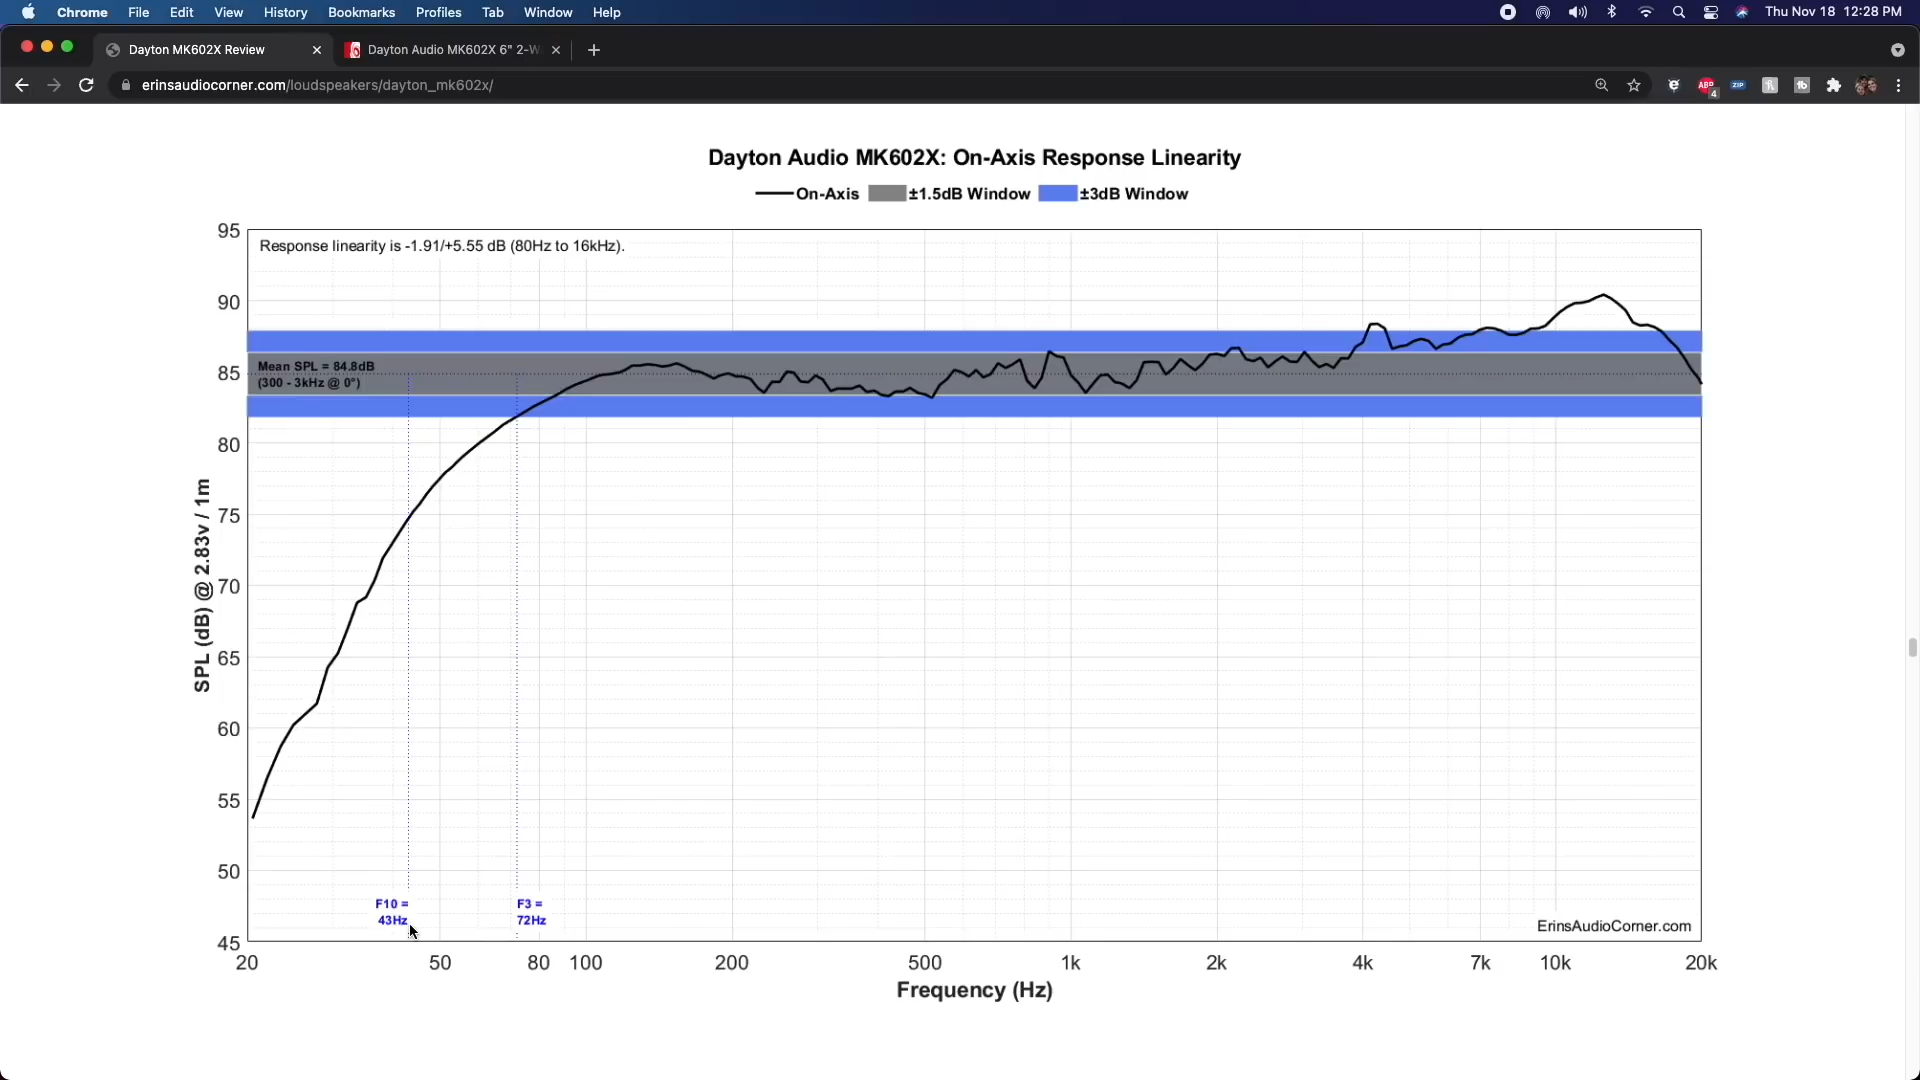 Chrome File Edit View History Bookmarks Profiles Tab Window Help Thu Nov 18 12:28 PM
Dayton MK602X Review Dayton Audio MK602X 6" 2-W
erinsaudiocorner.com/loudspeakers/dayton_mk602x/ ABP 4 ZIP
Dayton Audio MK602X: On-Axis Response Linearity
On-Axis ±1.5dB Window ±3dB Window
Response linearity is -1.91/+5.55 dB (80Hz to 16kHz).
Mean SPL = 84.8dB
(300 - 3kHz @ 0°)
95
90
85
80
75
70
65
60
55
50
45
SPL (dB) @ 2.83v / 1m
F10 =
43Hz
F3 =
72Hz
ErinsAudioCorner.com
20 50 80 100 200 500 1k 2k 4k 7k 10k 20k
Frequency (Hz)